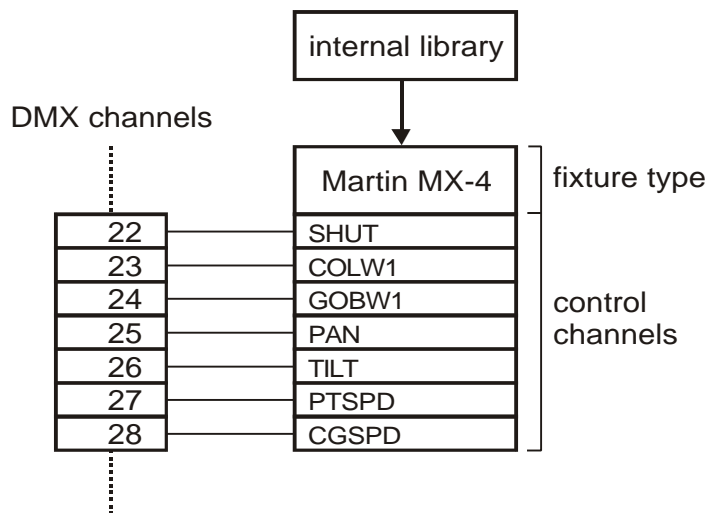 internal library
DMX channels
Martin MX-4
fixture type
22 SHUT
23 COLW1
24 GOBW1
25 PAN
26 TILT
27 PTSPD
28 CGSPD
control
channels